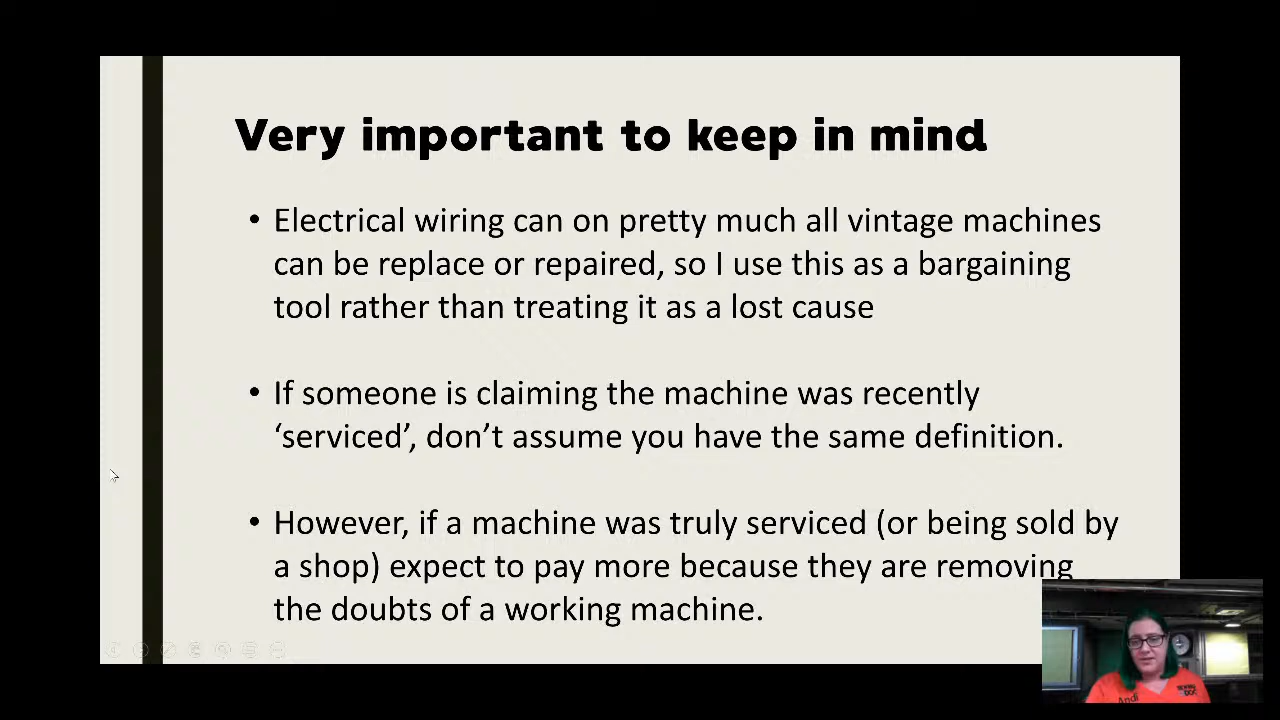 Very important to keep in mind
• Electrical wiring can on pretty much all vintage machines
can be replace or repaired, so I use this as a bargaining
tool rather than treating it as a lost cause
• If someone is claiming the machine was recently
‘serviced’, don’t assume you have the same definition.
• However, if a machine was truly serviced (or being sold by
a shop) expect to pay more because they are removing
the doubts of a working machine.
Andi